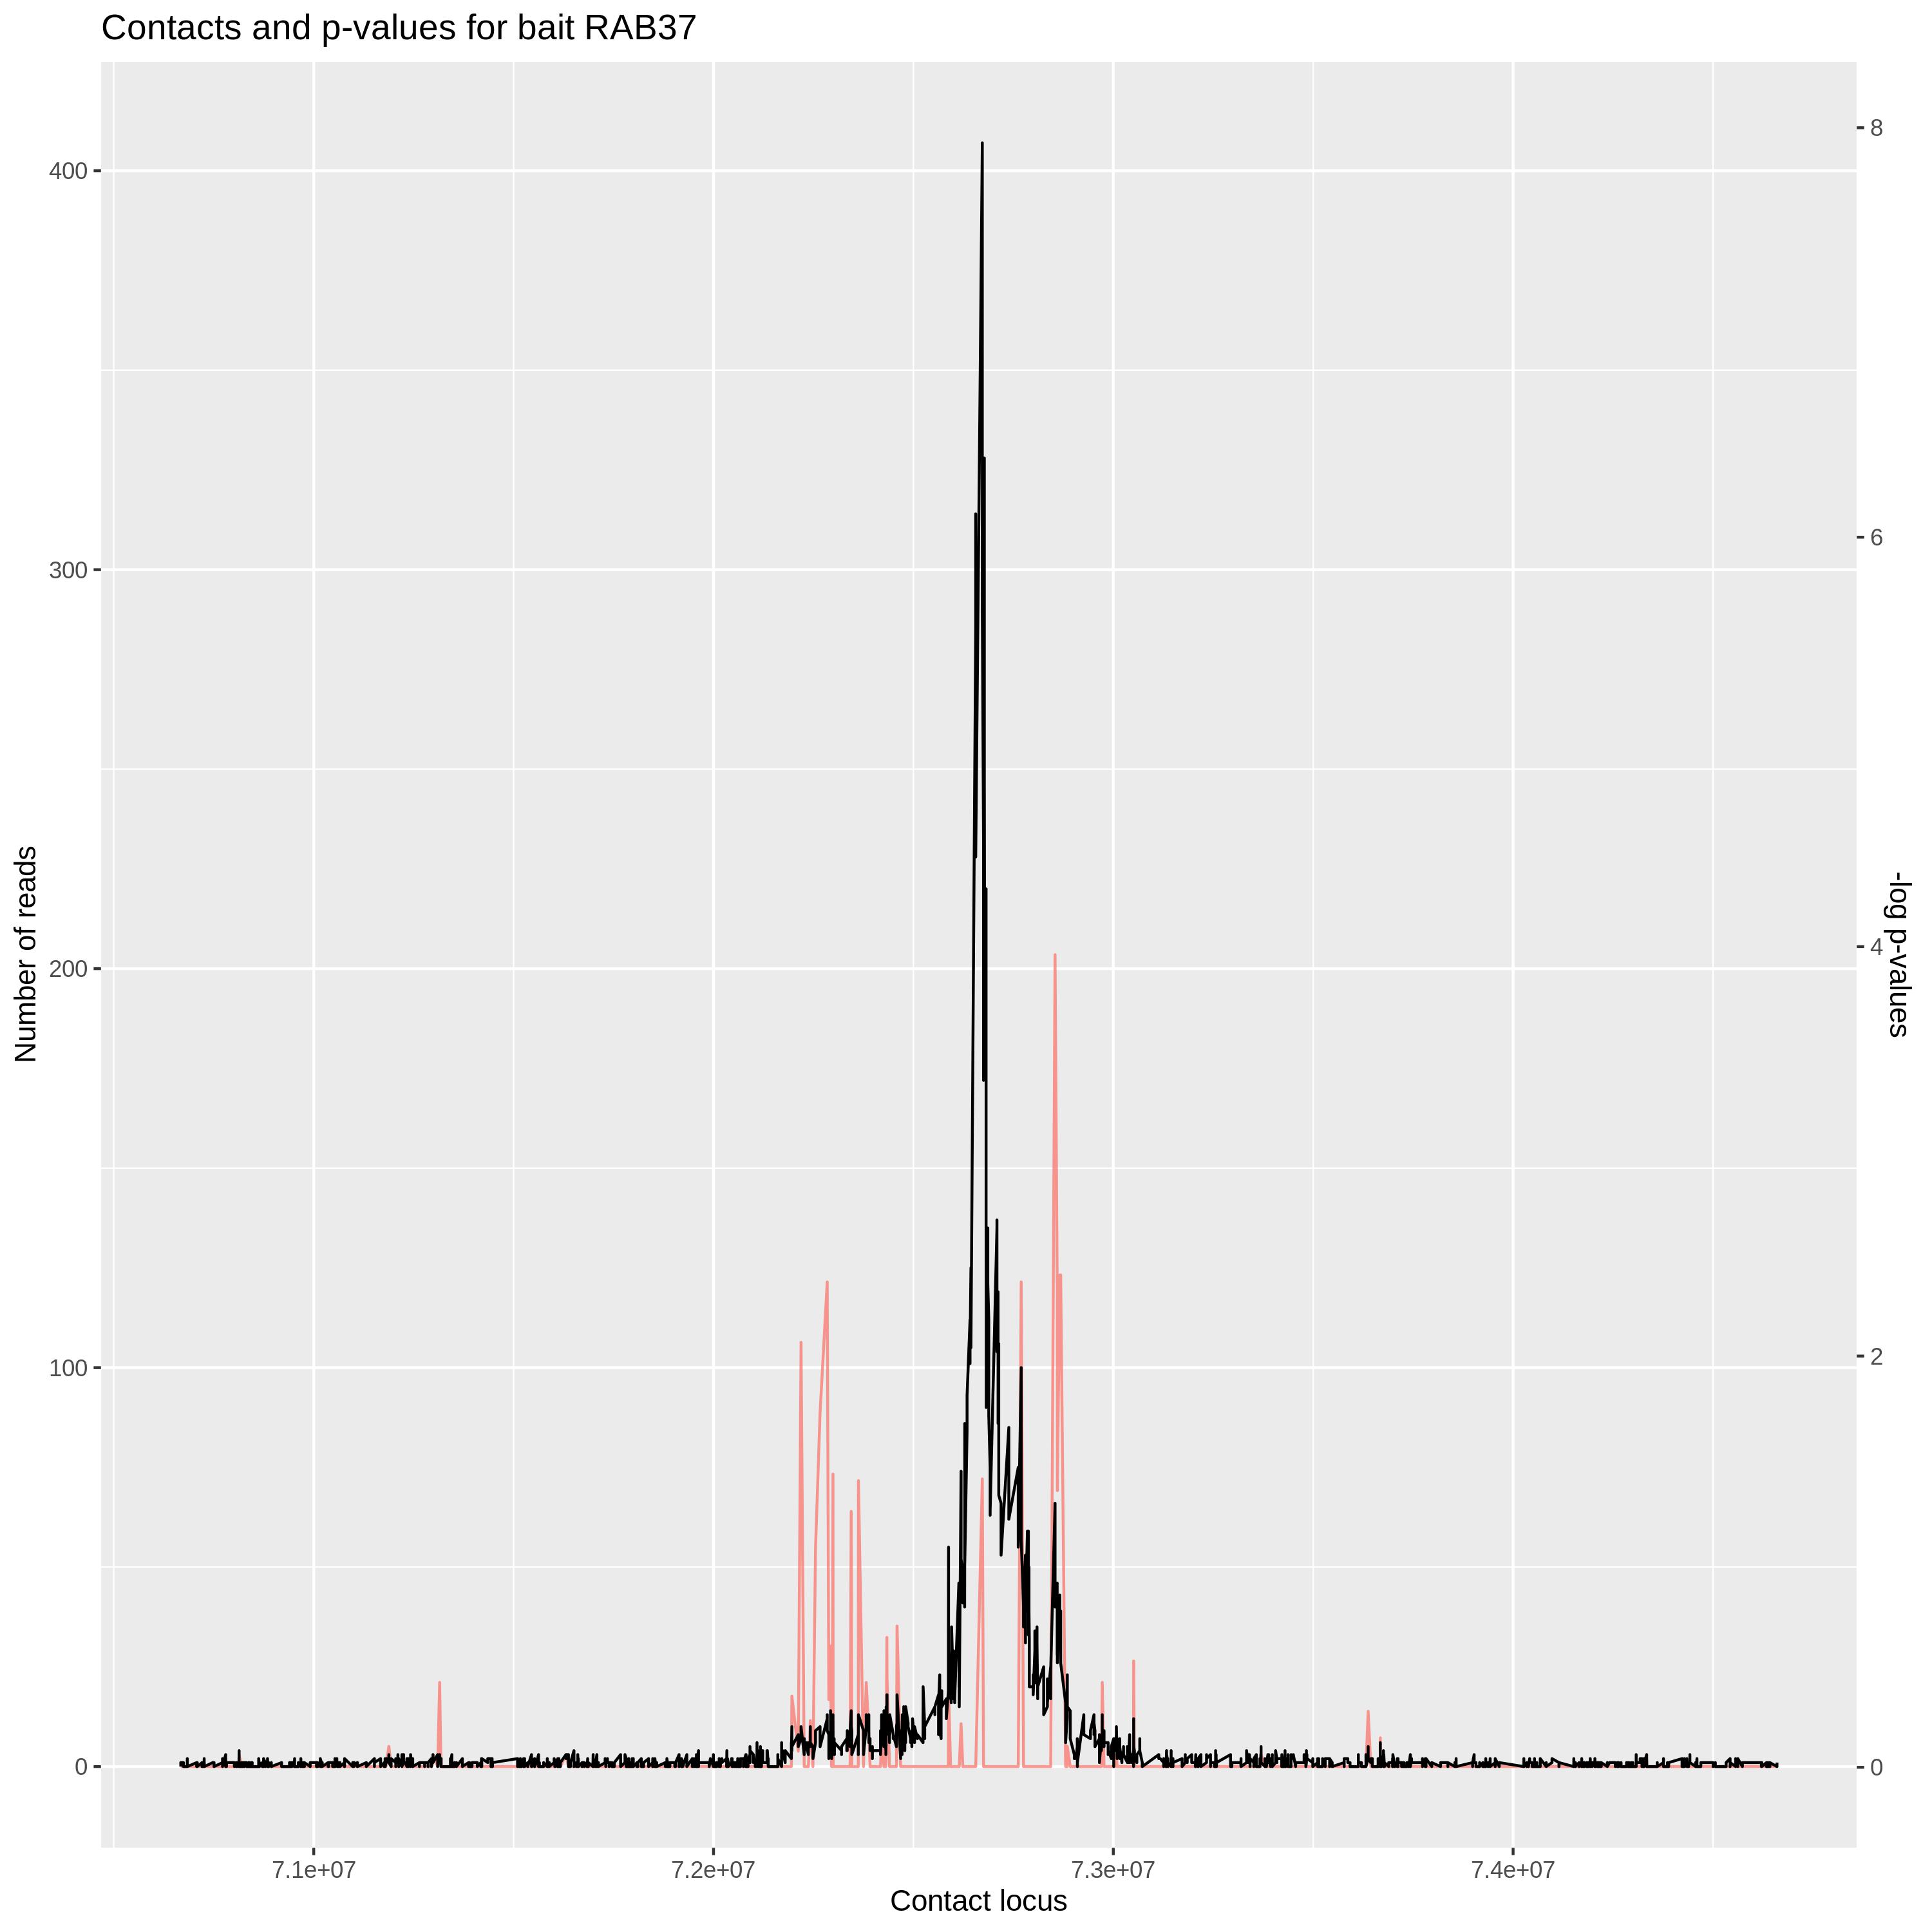 Contacts and p-values for bait RAB37
400
300
200
100
0
8
6
4
2
0
Number of reads
-log p-values
7.1e+07
7.2e+07
7.3e+07
7.4e+07
Contact locus